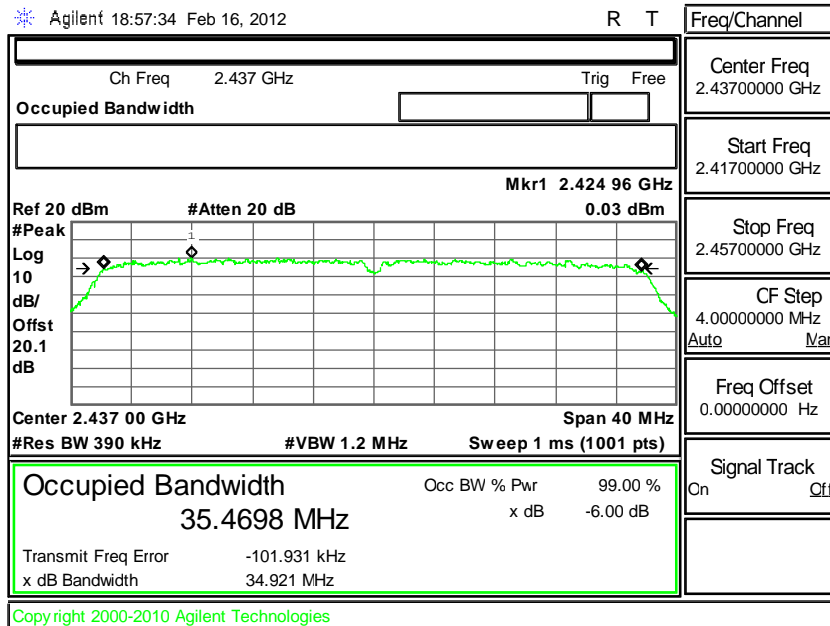 Agilent 18:57:34 Feb 16, 2012 R T
Freq/Channel
Ch Freq 2.437 GHz Trig Free
Occupied Bandwidth
Center Freq
2.43700000 GHz
Start Freq
2.41700000 GHz
Mkr1 2.424 96 GHz
Ref 20 dBm #Atten 20 dB 0.03 dBm
#Peak
Log
10
dB/
Offst
20.1
dB
1
Stop Freq
2.45700000 GHz
CF Step
4.00000000 MHz
Auto Man
Freq Offset
0.00000000 Hz
Center 2.437 00 GHz Span 40 MHz
#Res BW 390 kHz #VBW 1.2 MHz Sweep 1 ms (1001 pts)
Signal Track
On Off
Occupied Bandwidth
35.4698 MHz
Occ BW % Pwr 99.00 %
x dB -6.00 dB
Transmit Freq Error -101.931 kHz
x dB Bandwidth 34.921 MHz
Copyright 2000-2010 Agilent Technologies